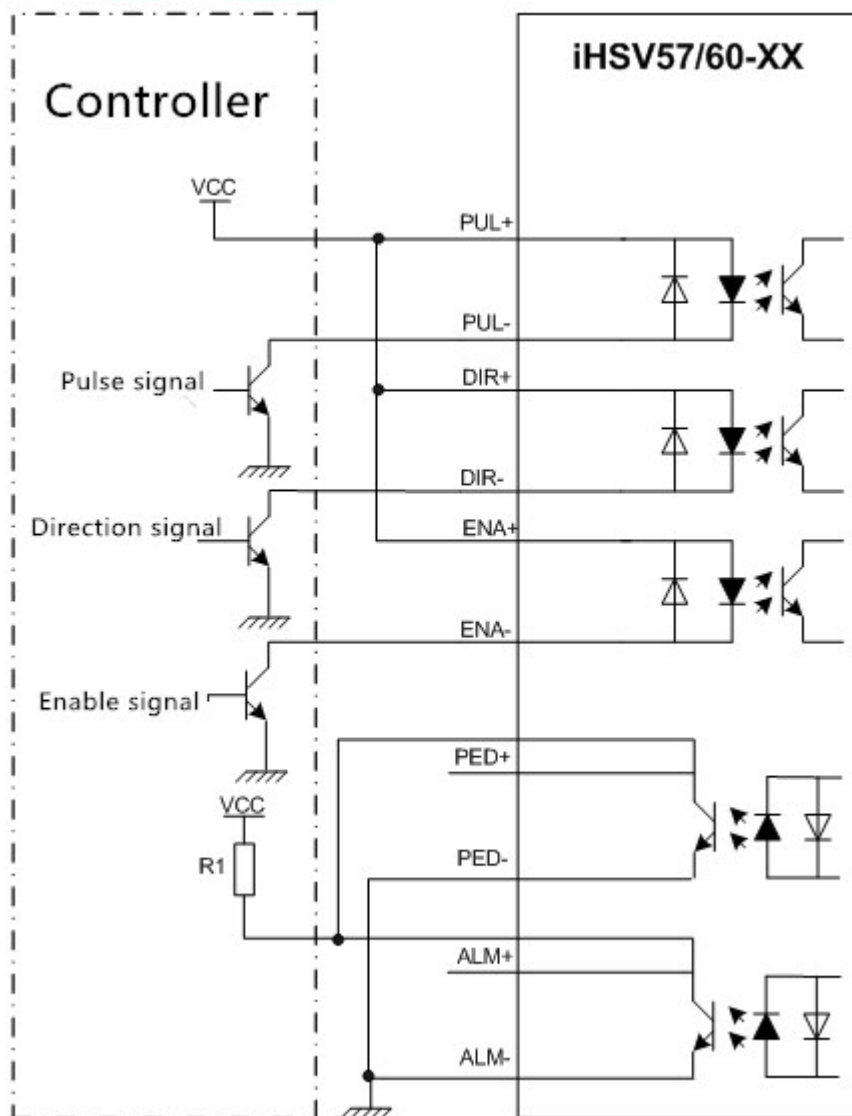 iHSV57/60-XX
Controller
VCC
PUL+
PUL-
Pulse signal
DIR+
DIR-
Direction signal
ENA+
ENA-
Enable signal
PED+
VCC
R1
PED-
ALM+
ALM-